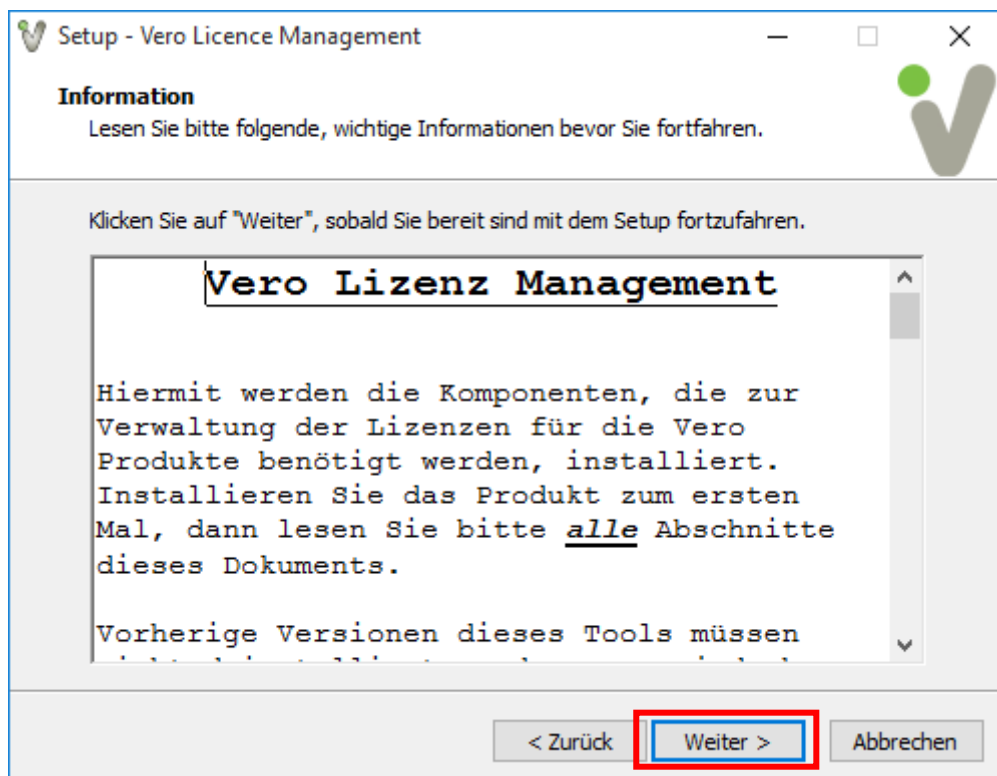 Setup - Vero Licence Management
Information
Lesen Sie bitte folgende, wichtige Informationen bevor Sie fortfahren.
Klicken Sie auf "Weiter", sobald Sie bereit sind mit dem Setup fortzufahren.
Vero Lizenz Management
Hiermit werden die Komponenten, die zur
Verwaltung der Lizenzen für die Vero
Produkte benötigt werden, installiert.
Installieren Sie das Produkt zum ersten
Mal, dann lesen Sie bitte alle Abschnitte
dieses Dokuments.
Vorherige Versionen dieses Tools müssen
< Zurück
Weiter >
Abbrechen